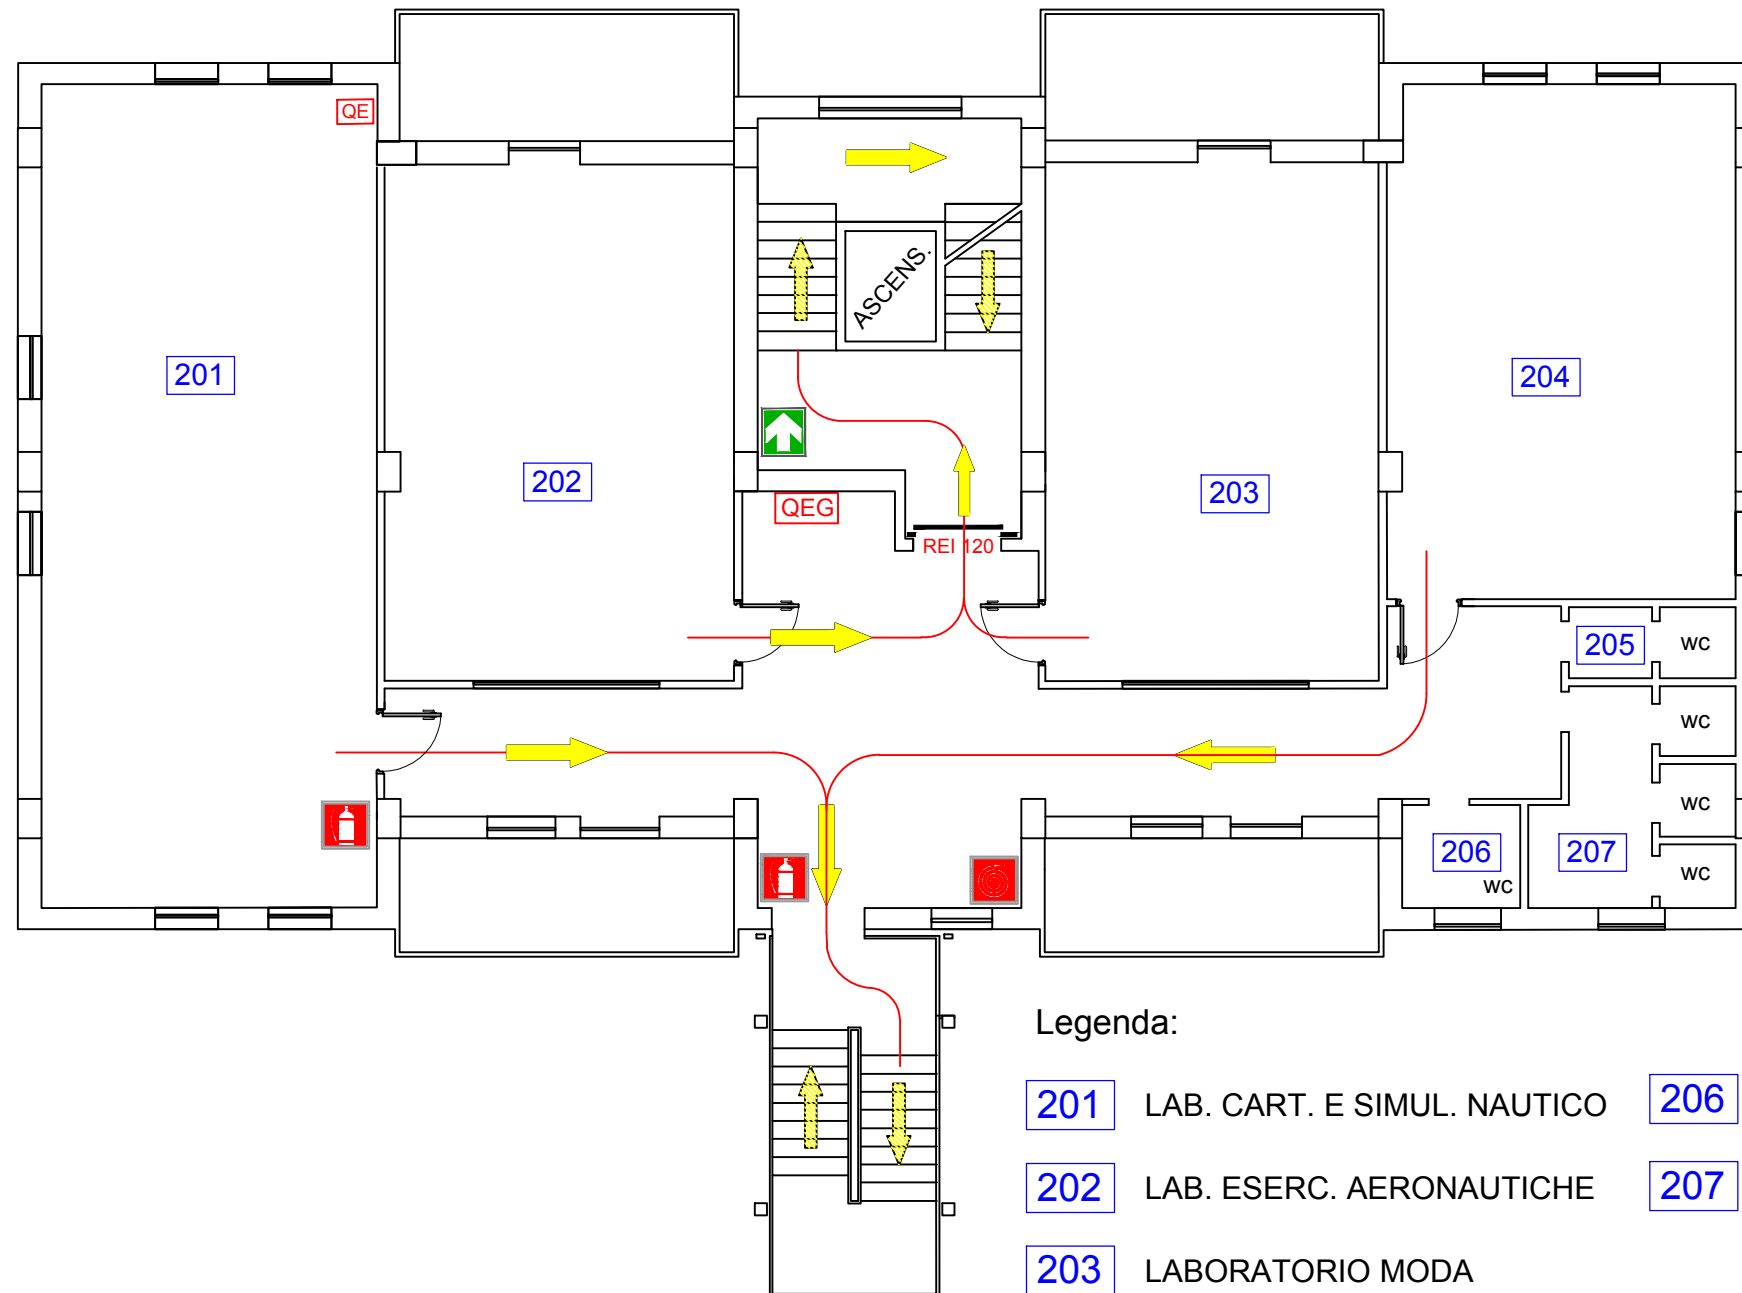 QE
ASCENS.
201
204
202
203
QEG
REI 120
205
wc
wc
wc
206
207
wc
wc
Legenda:
201 LAB. CART. E SIMUL. NAUTICO 206
202 LAB. ESERC. AERONAUTICHE 207
203 LABORATORIO MODA